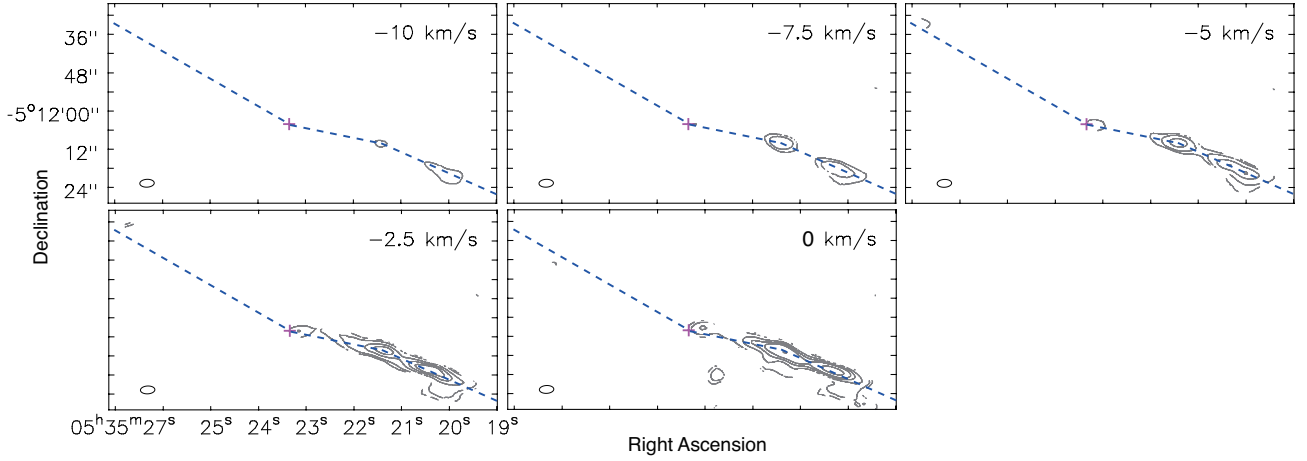 −10 km/s
−7.5 km/s
−5 km/s
36''
48''
-5°12'00''
12''
24''
Declination
−2.5 km/s
0 km/s
05ʰ35ᵐ27ˢ 25ˢ 24ˢ 23ˢ 22ˢ 21ˢ 20ˢ 19ˢ
Right Ascension